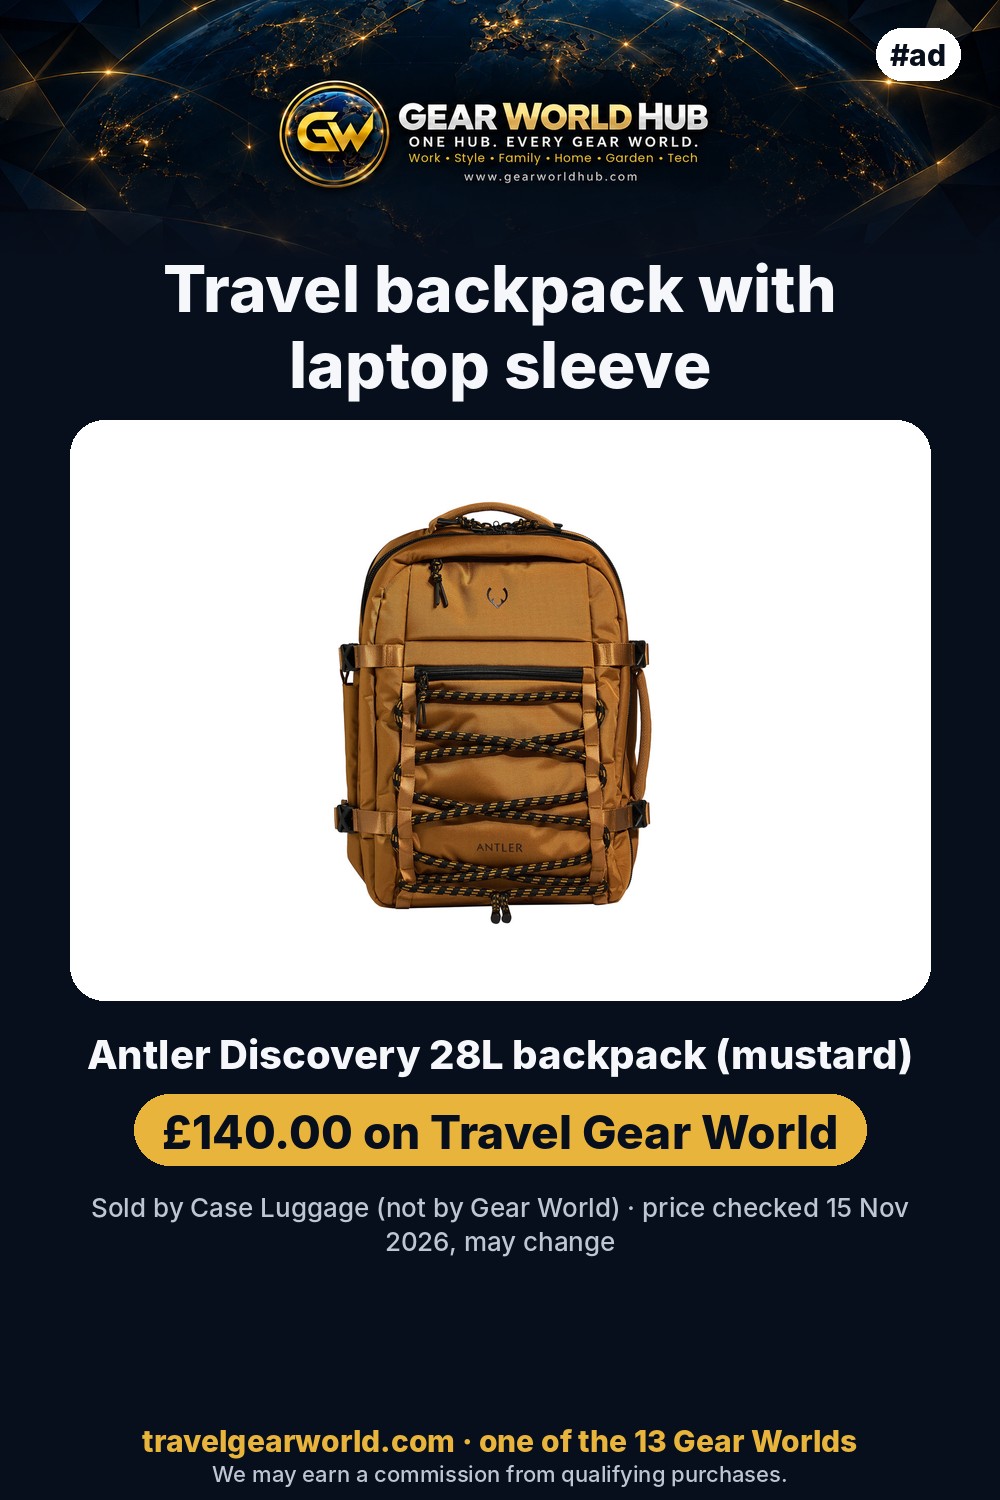 #ad
GW
GEAR WORLD HUB
ONE HUB. EVERY GEAR WORLD.
Work • Style • Family • Home • Garden • Tech
www.gearworldhub.com
Travel backpack with
laptop sleeve
ANTLER
Antler Discovery 28L backpack (mustard)
£140.00 on Travel Gear World
Sold by Case Luggage (not by Gear World) · price checked 15 Nov
2026, may change
travelgearworld.com · one of the 13 Gear Worlds
We may earn a commission from qualifying purchases.